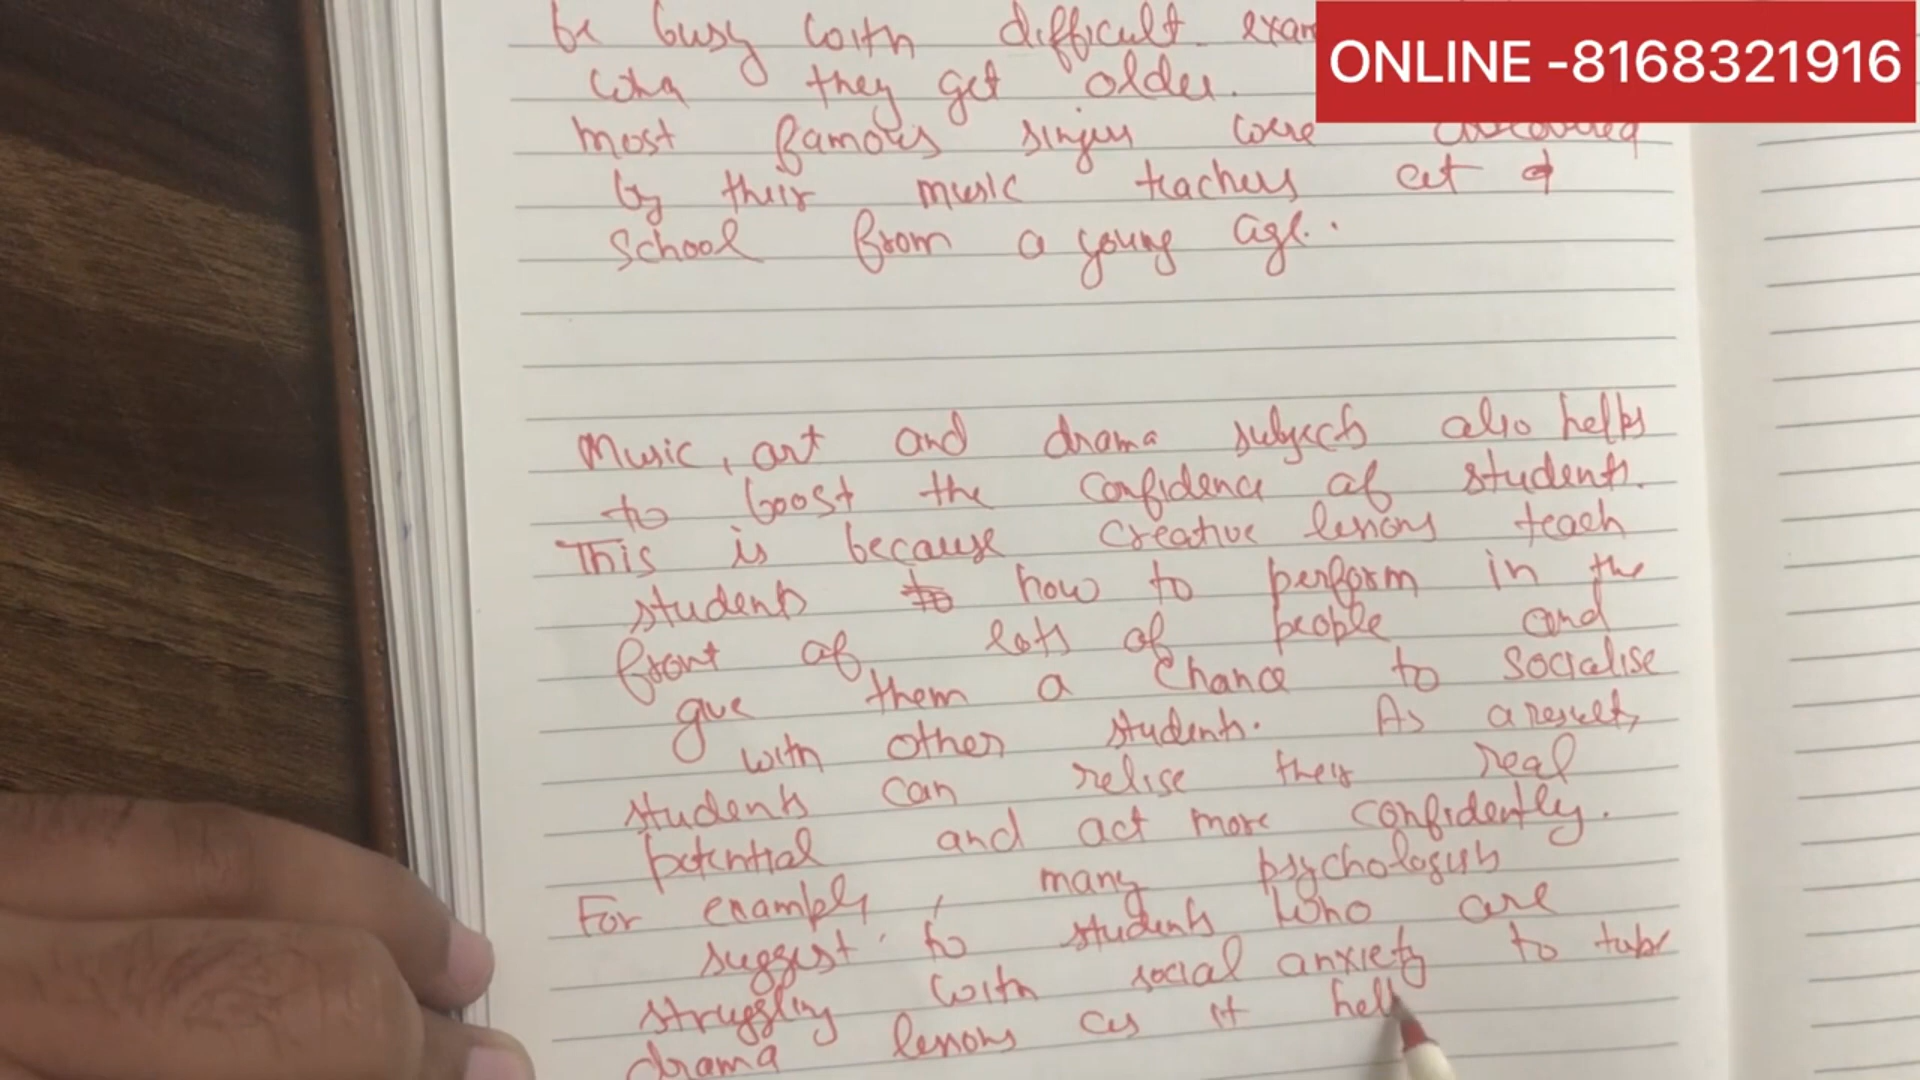 be busy with difficult exam
ONLINE -8168321916
they get older.
most famous singers were discovered
by their music teachers at
school from a young age.
Music, art and drama subjects also helps
to boost the confidence of students.
This is because creative lessons teach
students to how to perform in the
front of lots of people and
give them a chance to socialise
with other students. As a result,
students can relise their real
potential and act more confidently.
For example, many psychologists
suggest to students who are
struggling with social anxiety to take
drama lessons as it help